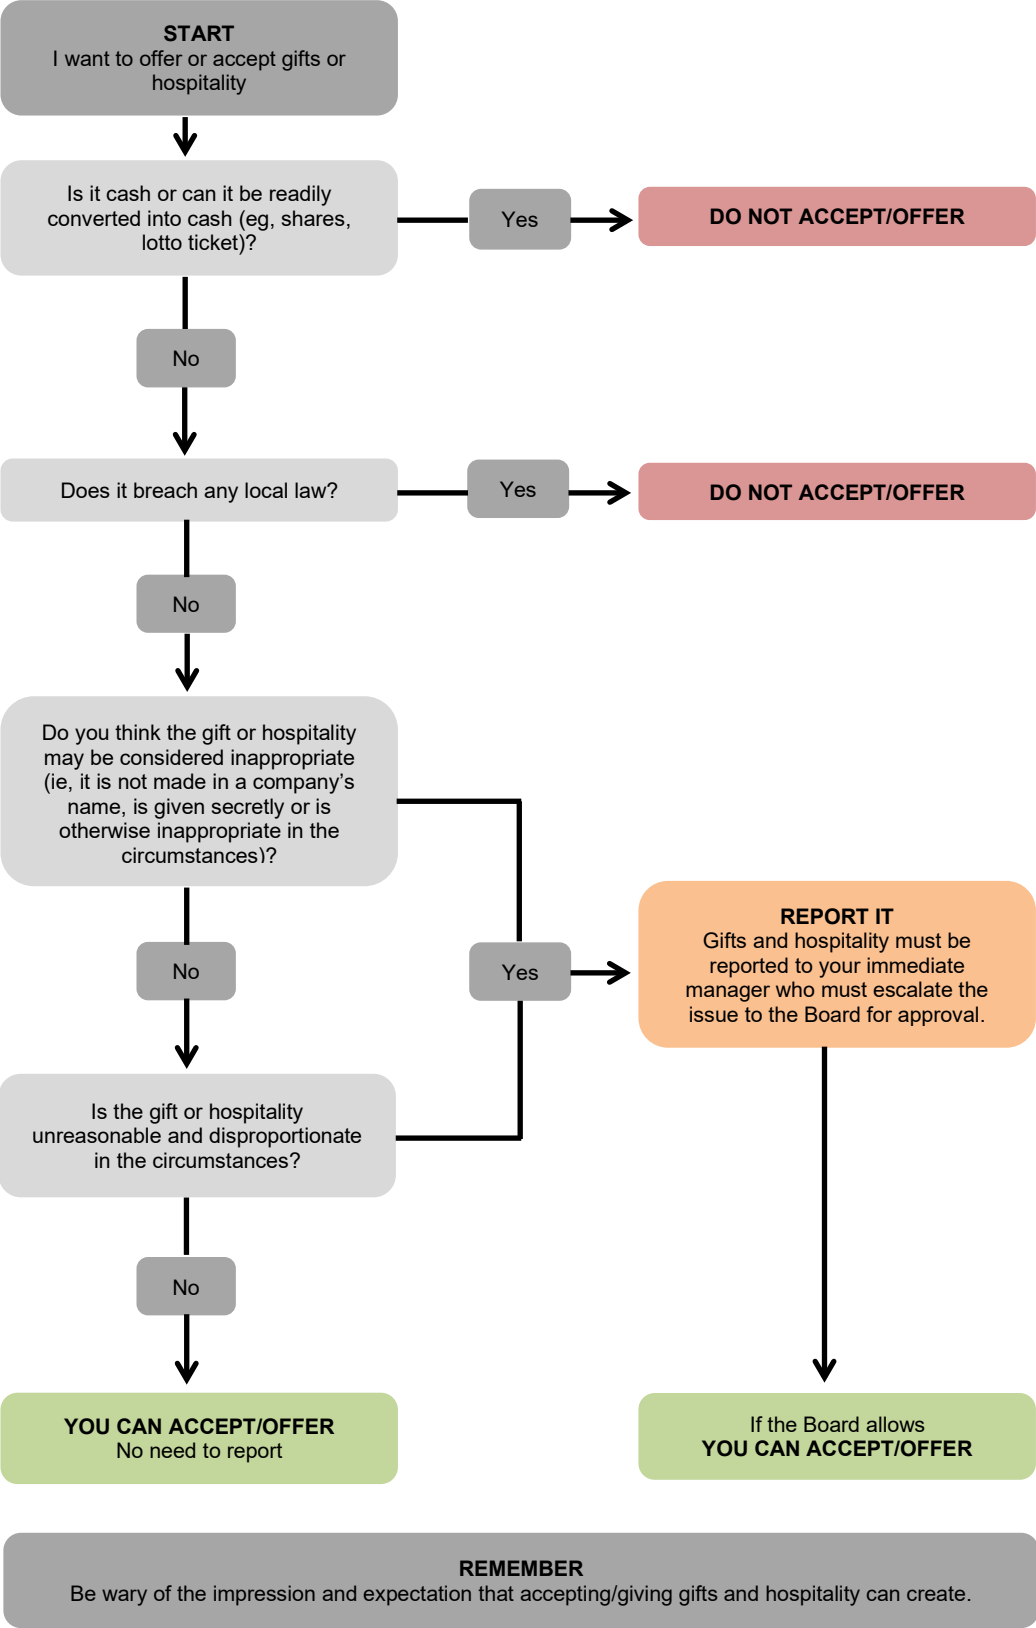 START
I want to offer or accept gifts or
hospitality
Is it cash or can it be readily
converted into cash (eg, shares,
lotto ticket)?
Yes
DO NOT ACCEPT/OFFER
No
Does it breach any local law?
Yes
DO NOT ACCEPT/OFFER
No
Do you think the gift or hospitality
may be considered inappropriate
(ie, it is not made in a company’s
name, is given secretly or is
otherwise inappropriate in the
circumstances)?
No
Yes
REPORT IT
Gifts and hospitality must be
reported to your immediate
manager who must escalate the
issue to the Board for approval.
Is the gift or hospitality
unreasonable and disproportionate
in the circumstances?
No
YOU CAN ACCEPT/OFFER
No need to report
If the Board allows
YOU CAN ACCEPT/OFFER
REMEMBER
Be wary of the impression and expectation that accepting/giving gifts and hospitality can create.